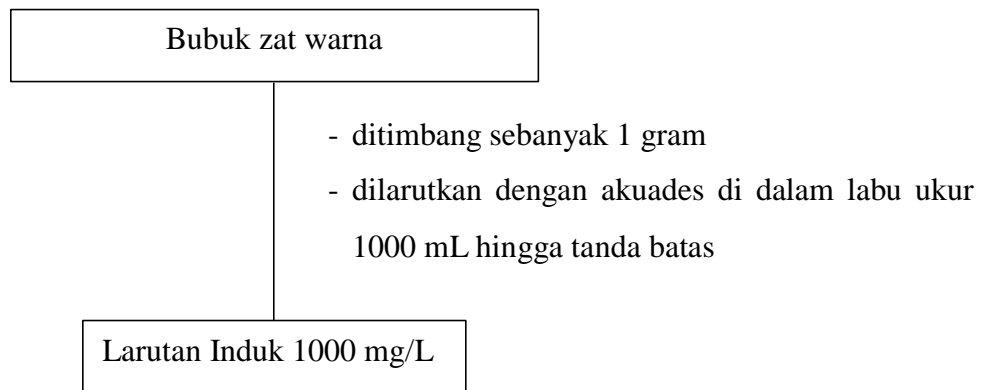 Bubuk zat warna
- ditimbang sebanyak 1 gram
- dilarutkan dengan akuades di dalam labu ukur
1000 mL hingga tanda batas
Larutan Induk 1000 mg/L